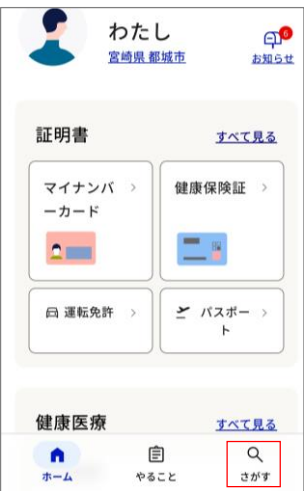 わたし
宮崎県 都城市
6
お知らせ
証明書
すべて見る
マイナンバ
ーカード
健康保険証
運転免許
パスポー
ト
健康医療
すべて見る
ホーム
やること
さがす